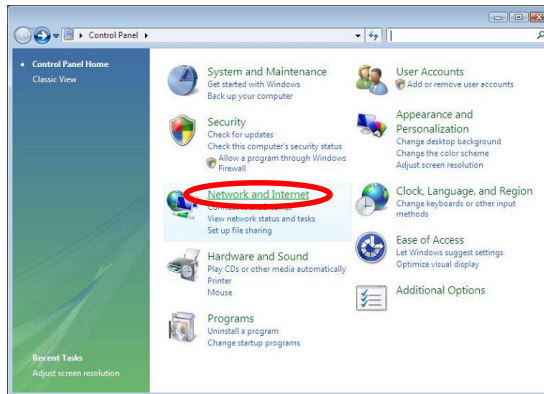 Control Panel
Control Panel Home
Classic View
Recent Tasks
Adjust screen resolution
System and Maintenance
Get started with Windows
Back up your computer
Security
Check for updates
Check this computer's security status
Allow a program through Windows
Firewall
Network and Internet
View network status and tasks
Set up file sharing
Hardware and Sound
Play CDs or other media automatically
Printer
Mouse
Programs
Uninstall a program
Change startup programs
User Accounts
Add or remove user accounts
Appearance and
Personalization
Change desktop background
Change the color scheme
Adjust screen resolution
Clock, Language, and Region
Change keyboards or other input
methods
Ease of Access
Let Windows suggest settings
Optimize visual display
Additional Options